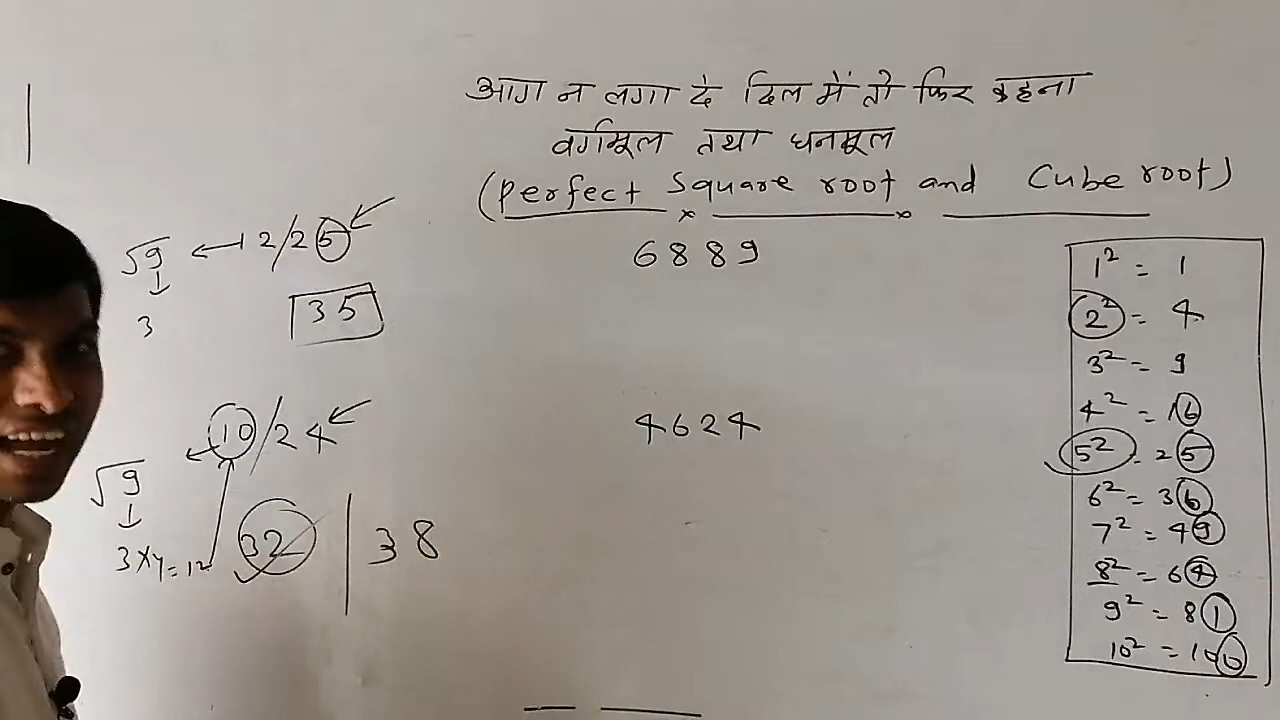 आग न लगा दे दिल में तो फिर कहना
वर्गमूल तथा घनमूल
(Perfect Square root and Cube root)
√9 ← 12/25
↓
3
35
10/24
√9
↓
3×4=12
32 | 38
6889
4624
1² = 1
2² = 4
3² = 9
4² = 16
5² = 25
6² = 36
7² = 49
8² = 64
9² = 81
10² = 100